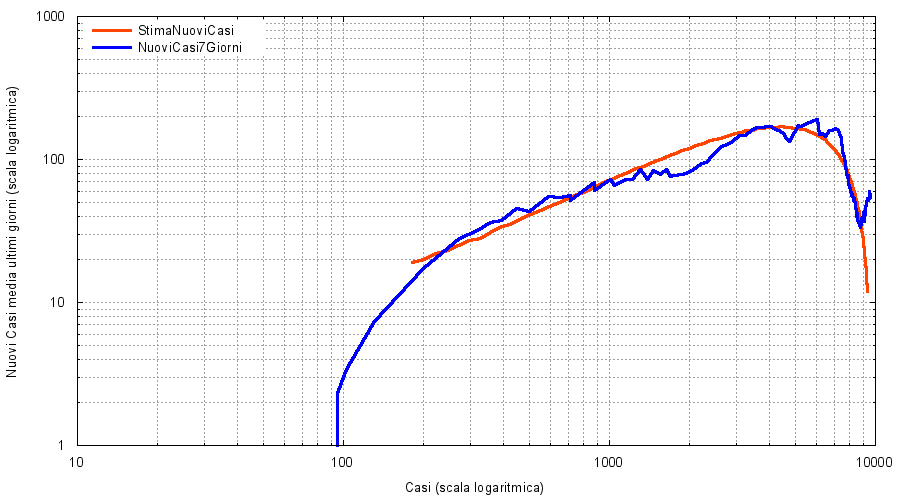 1000
StimaNuoviCasi
NuoviCasi7Giorni
100
10
1
Nuovi Casi media ultimi giorni (scala logaritmica)
10 100 1000 10000
Casi (scala logaritmica)